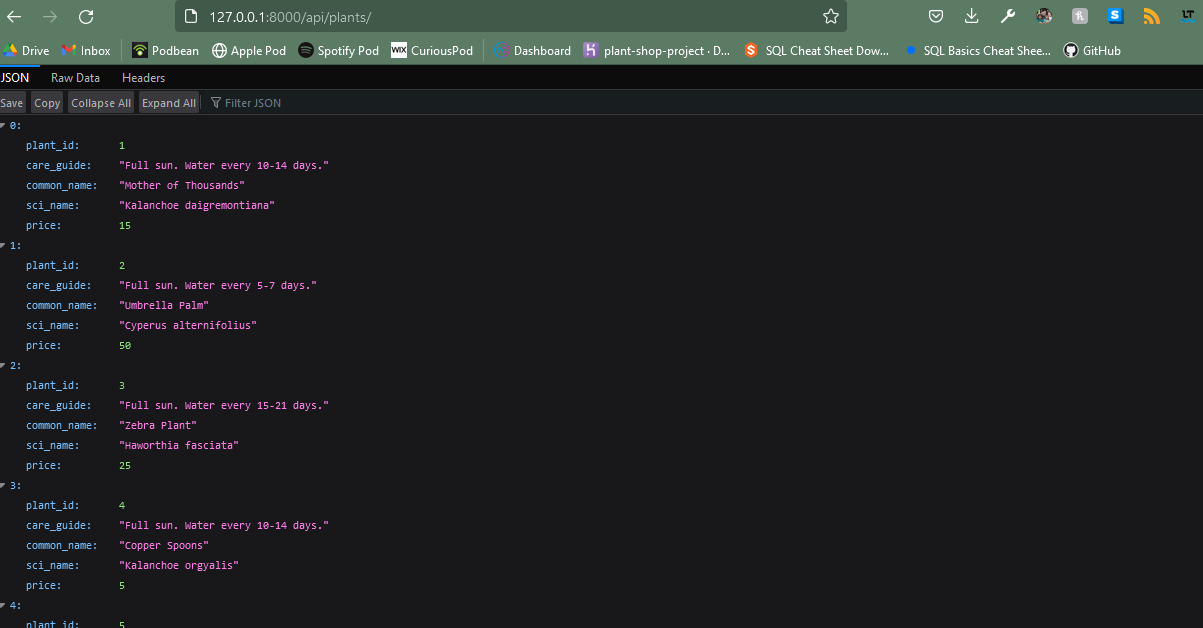 127.0.0.1:8000/api/plants/
Drive Inbox Podbean Apple Pod Spotify Pod WIX CuriousPod Dashboard plant-shop-project · D... SQL Cheat Sheet Dow... SQL Basics Cheat Shee... GitHub
JSON Raw Data Headers
Save Copy Collapse All Expand All Filter JSON
0:
plant_id: 1
care_guide: "Full sun. Water every 10-14 days."
common_name: "Mother of Thousands"
sci_name: "Kalanchoe daigremontiana"
price: 15
1:
plant_id: 2
care_guide: "Full sun. Water every 5-7 days."
common_name: "Umbrella Palm"
sci_name: "Cyperus alternifolius"
price: 50
2:
plant_id: 3
care_guide: "Full sun. Water every 15-21 days."
common_name: "Zebra Plant"
sci_name: "Haworthia fasciata"
price: 25
3:
plant_id: 4
care_guide: "Full sun. Water every 10-14 days."
common_name: "Copper Spoons"
sci_name: "Kalanchoe orgyalis"
price: 5
4:
plant_id: 5